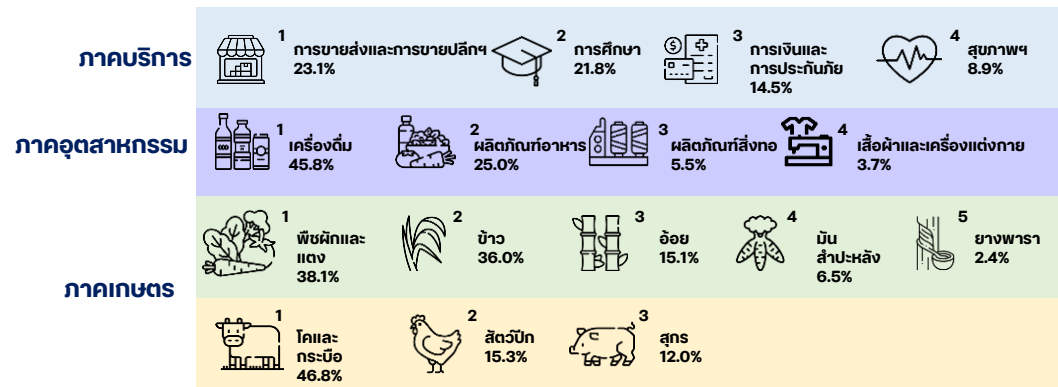 ภาคบริการ
1 การขายส่งและการขายปลีกฯ
23.1%
2 การศึกษา
21.8%
3 การเงินและ
การประกันภัย
14.5%
4 สุขภาพฯ
8.9%
ภาคอุตสาหกรรม
1 เครื่องดื่ม
45.8%
2 ผลิตภัณฑ์อาหาร
25.0%
3 ผลิตภัณฑ์สิ่งทอ
5.5%
4 เสื้อผ้าและเครื่องแต่งกาย
3.7%
ภาคเกษตร
1 พืชผักและ
แตง
38.1%
2 ข้าว
36.0%
3 อ้อย
15.1%
4 มัน
สำปะหลัง
6.5%
5 ยางพารา
2.4%
1 โคและ
กระบือ
46.8%
2 สัตว์ปีก
15.3%
3 สุกร
12.0%